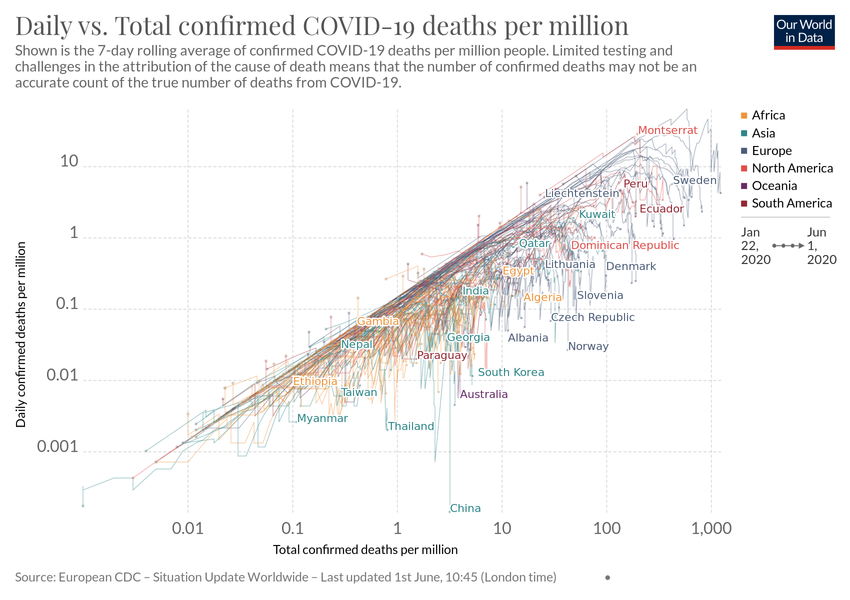 Daily vs. Total confirmed COVID-19 deaths per million
Our World
in Data
Shown is the 7-day rolling average of confirmed COVID-19 deaths per million people. Limited testing and
challenges in the attribution of the cause of death means that the number of confirmed deaths may not be an
accurate count of the true number of deaths from COVID-19.
Africa
Asia
Europe
North America
Oceania
South America
Jan
22,
2020
Jun
1,
2020
Daily confirmed deaths per million
10
1
0.1
0.01
0.001
Montserrat
Sweden
Peru
Liechtenstein
Ecuador
Kuwait
Qatar
Dominican Republic
Lithuania
Denmark
Egypt
India
Algeria
Slovenia
Gambia
Czech Republic
Georgia
Albania
Nepal
Norway
Paraguay
South Korea
Ethiopia
Taiwan
Australia
Myanmar
Thailand
China
0.01
0.1
1
10
100
1,000
Total confirmed deaths per million
Source: European CDC – Situation Update Worldwide – Last updated 1st June, 10:45 (London time)